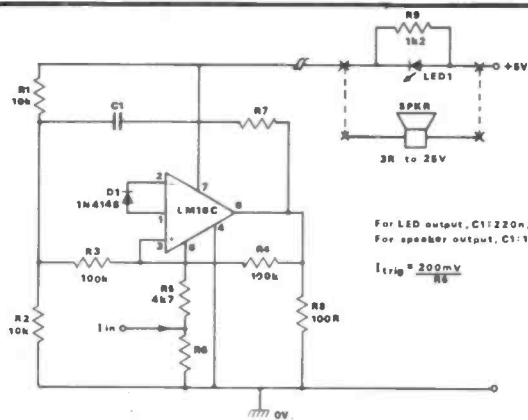 R9
1k2
+5V
LED1
R1
10k
C1
R7
SPKR
3R to 25V
2
7
D1
1N4148
LM10C
6
1
4
3
+
For LED output, C1:220n,
For speaker output, C1:1
R3
100k
R4
100k
5
R5
4k7
Itrig = 200mV
R6
R2
10k
R8
100R
I in
R6
0V